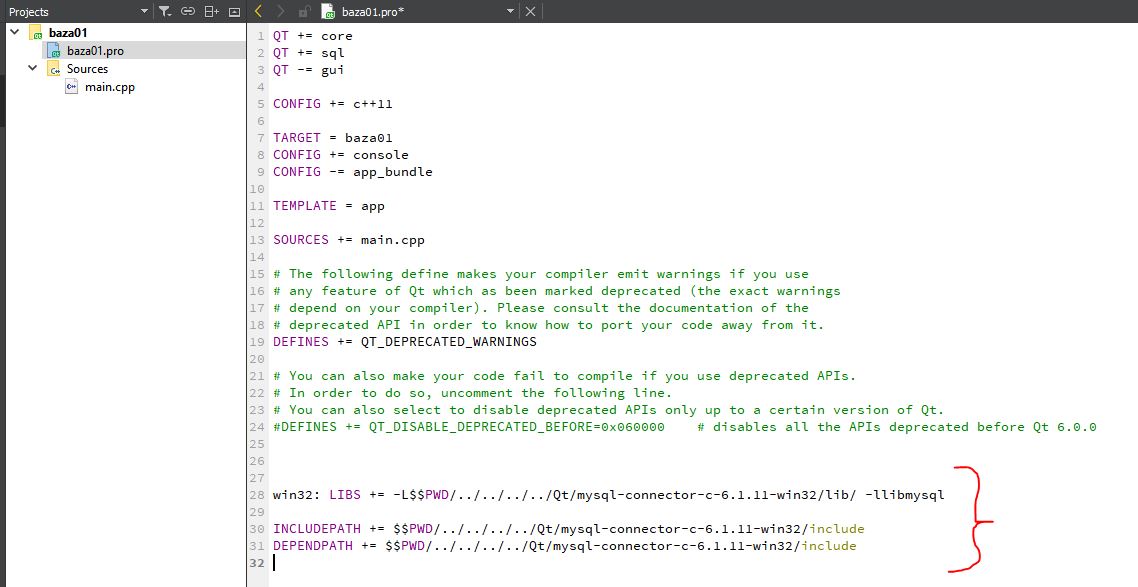 Projects
baza01.pro*
baza01
baza01.pro
Sources
main.cpp
1 QT += core
2 QT += sql
3 QT -= gui
4
5 CONFIG += c++11
6
7 TARGET = baza01
8 CONFIG += console
9 CONFIG -= app_bundle
10
11 TEMPLATE = app
12
13 SOURCES += main.cpp
14
15 # The following define makes your compiler emit warnings if you use
16 # any feature of Qt which as been marked deprecated (the exact warnings
17 # depend on your compiler). Please consult the documentation of the
18 # deprecated API in order to know how to port your code away from it.
19 DEFINES += QT_DEPRECATED_WARNINGS
20
21 # You can also make your code fail to compile if you use deprecated APIs.
22 # In order to do so, uncomment the following line.
23 # You can also select to disable deprecated APIs only up to a certain version of Qt.
24 #DEFINES += QT_DISABLE_DEPRECATED_BEFORE=0x060000    # disables all the APIs deprecated before Qt 6.0.0
25
26
27
28 win32: LIBS += -L$$PWD/../../../../Qt/mysql-connector-c-6.1.11-win32/lib/ -llibmysql
29
30 INCLUDEPATH += $$PWD/../../../../Qt/mysql-connector-c-6.1.11-win32/include
31 DEPENDPATH += $$PWD/../../../../Qt/mysql-connector-c-6.1.11-win32/include
32